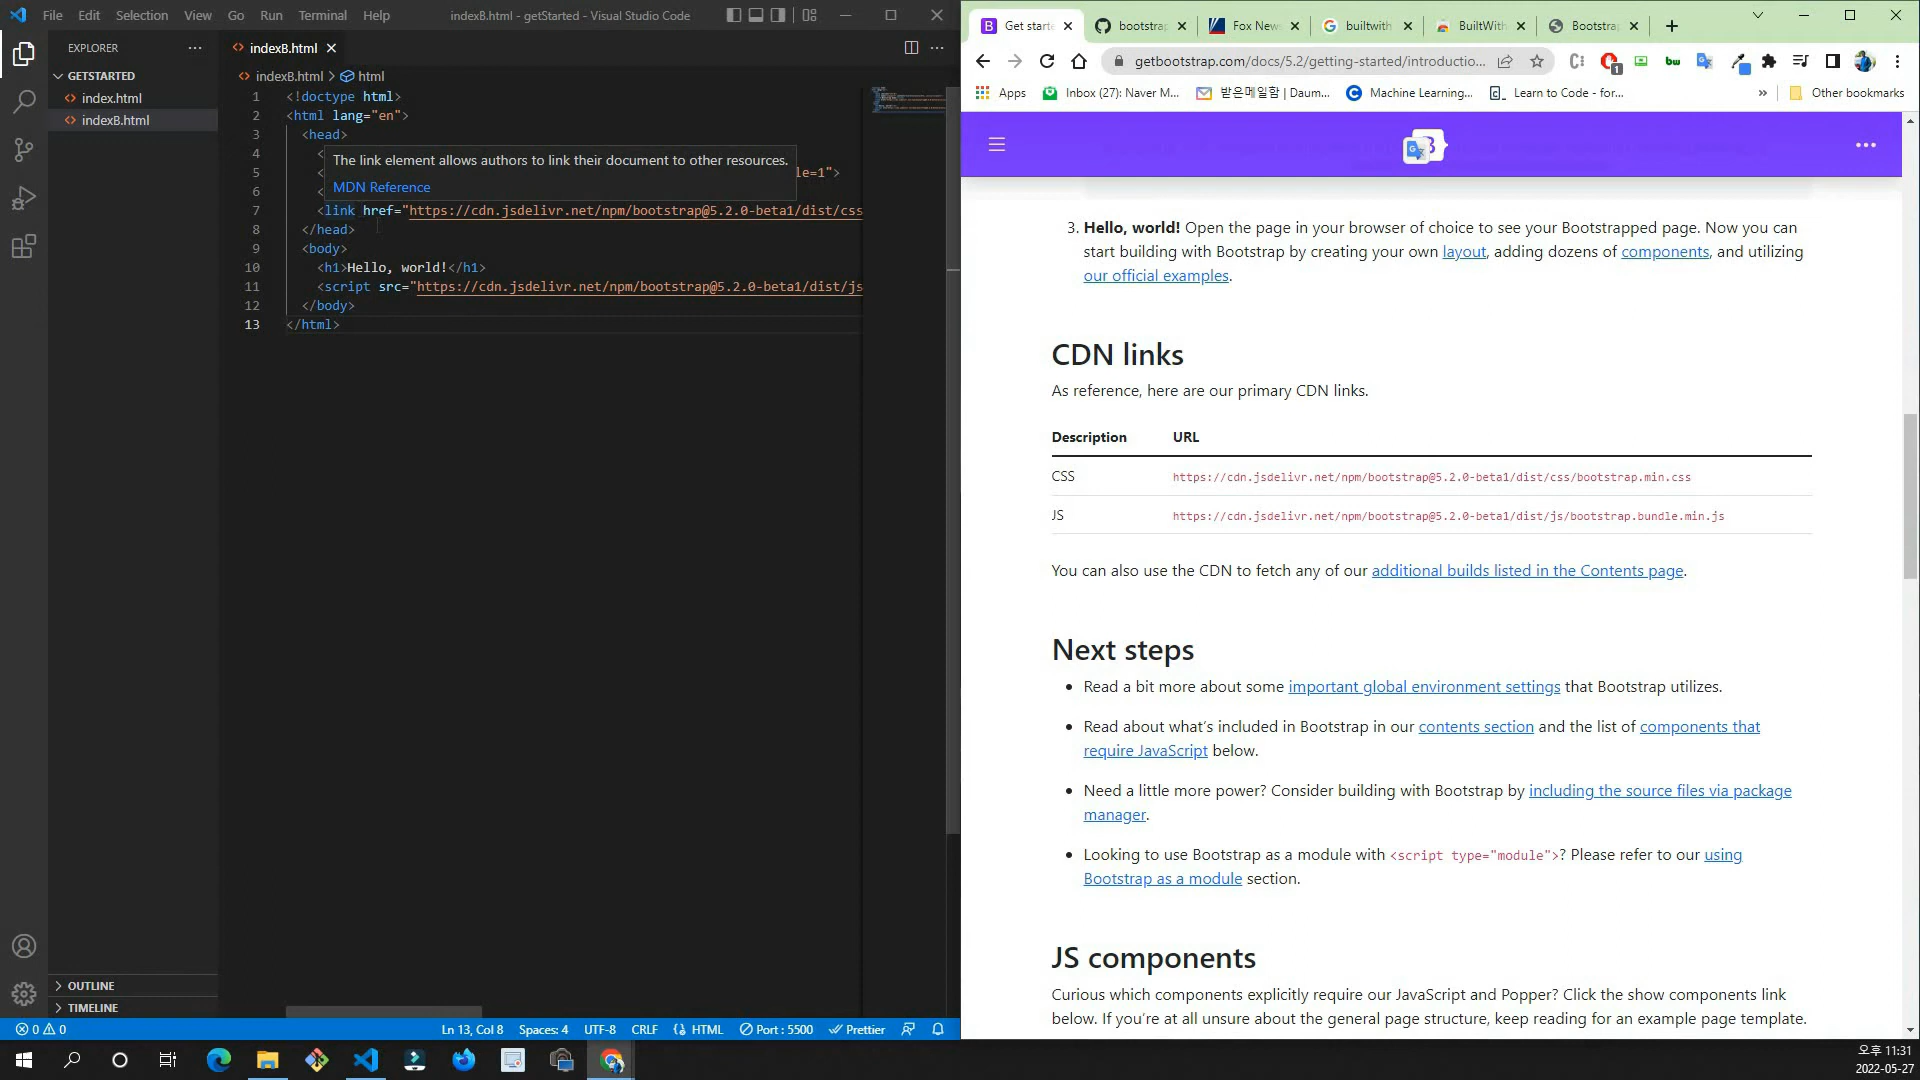 File Edit Selection View Go Run Terminal Help
indexB.html - getStarted - Visual Studio Code
EXPLORER
GETSTARTED
index.html
indexB.html
OUTLINE
TIMELINE
indexB.html
indexB.html > html
1 <!doctype html>
2 <html lang="en">
3 <head>
4 <
5 < le=1">
6 <
The link element allows authors to link their document to other resources.
MDN Reference
7 <link href="https://cdn.jsdelivr.net/npm/bootstrap@5.2.0-beta1/dist/css
8 </head>
9 <body>
10 <h1>Hello, world!</h1>
11 <script src="https://cdn.jsdelivr.net/npm/bootstrap@5.2.0-beta1/dist/js
12 </body>
13 </html>
0 0
Ln 13, Col 8 Spaces: 4 UTF-8 CRLF HTML Port : 5500 Prettier
Get starte
bootstrap
Fox News
builtwith
BuiltWith
Bootstrap
getbootstrap.com/docs/5.2/getting-started/introductio...
1
bw
Apps Inbox (27): Naver M... 받은메일함 | Daum... Machine Learning,... Learn to Code - for... » Other bookmarks
3. Hello, world! Open the page in your browser of choice to see your Bootstrapped page. Now you can
start building with Bootstrap by creating your own layout, adding dozens of components, and utilizing
our official examples.
CDN links
As reference, here are our primary CDN links.
Description URL
CSS https://cdn.jsdelivr.net/npm/bootstrap@5.2.0-beta1/dist/css/bootstrap.min.css
JS https://cdn.jsdelivr.net/npm/bootstrap@5.2.0-beta1/dist/js/bootstrap.bundle.min.js
You can also use the CDN to fetch any of our additional builds listed in the Contents page.
Next steps
• Read a bit more about some important global environment settings that Bootstrap utilizes.
• Read about what's included in Bootstrap in our contents section and the list of components that
require JavaScript below.
• Need a little more power? Consider building with Bootstrap by including the source files via package
manager.
• Looking to use Bootstrap as a module with <script type="module">? Please refer to our using
Bootstrap as a module section.
JS components
Curious which components explicitly require our JavaScript and Popper? Click the show components link
below. If you're at all unsure about the general page structure, keep reading for an example page template.
오후 11:31
2022-05-27